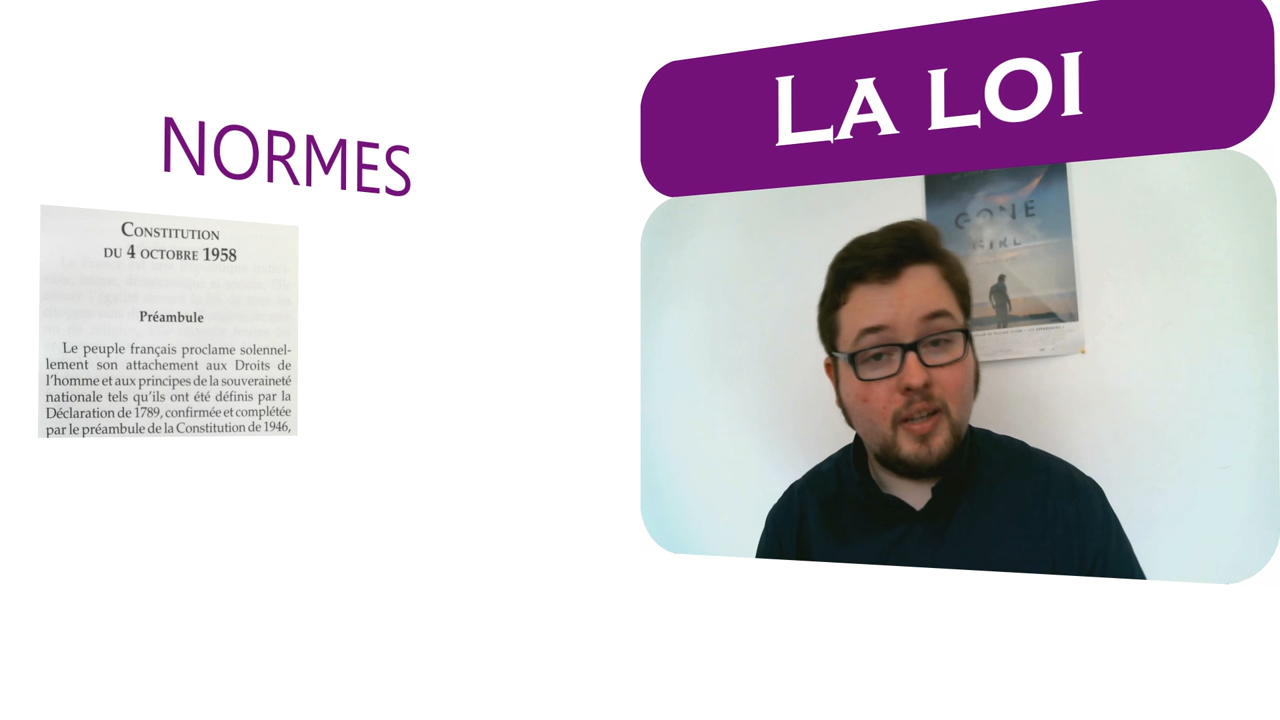 NORMES
CONSTITUTION
DU 4 OCTOBRE 1958
Préambule
Le peuple français proclame solennel-
lement son attachement aux Droits de
l'homme et aux principes de la souveraineté
nationale tels qu'ils ont été définis par la
Déclaration de 1789, confirmée et complétée
par le préambule de la Constitution de 1946,
LA LOI
GONE
GIRL